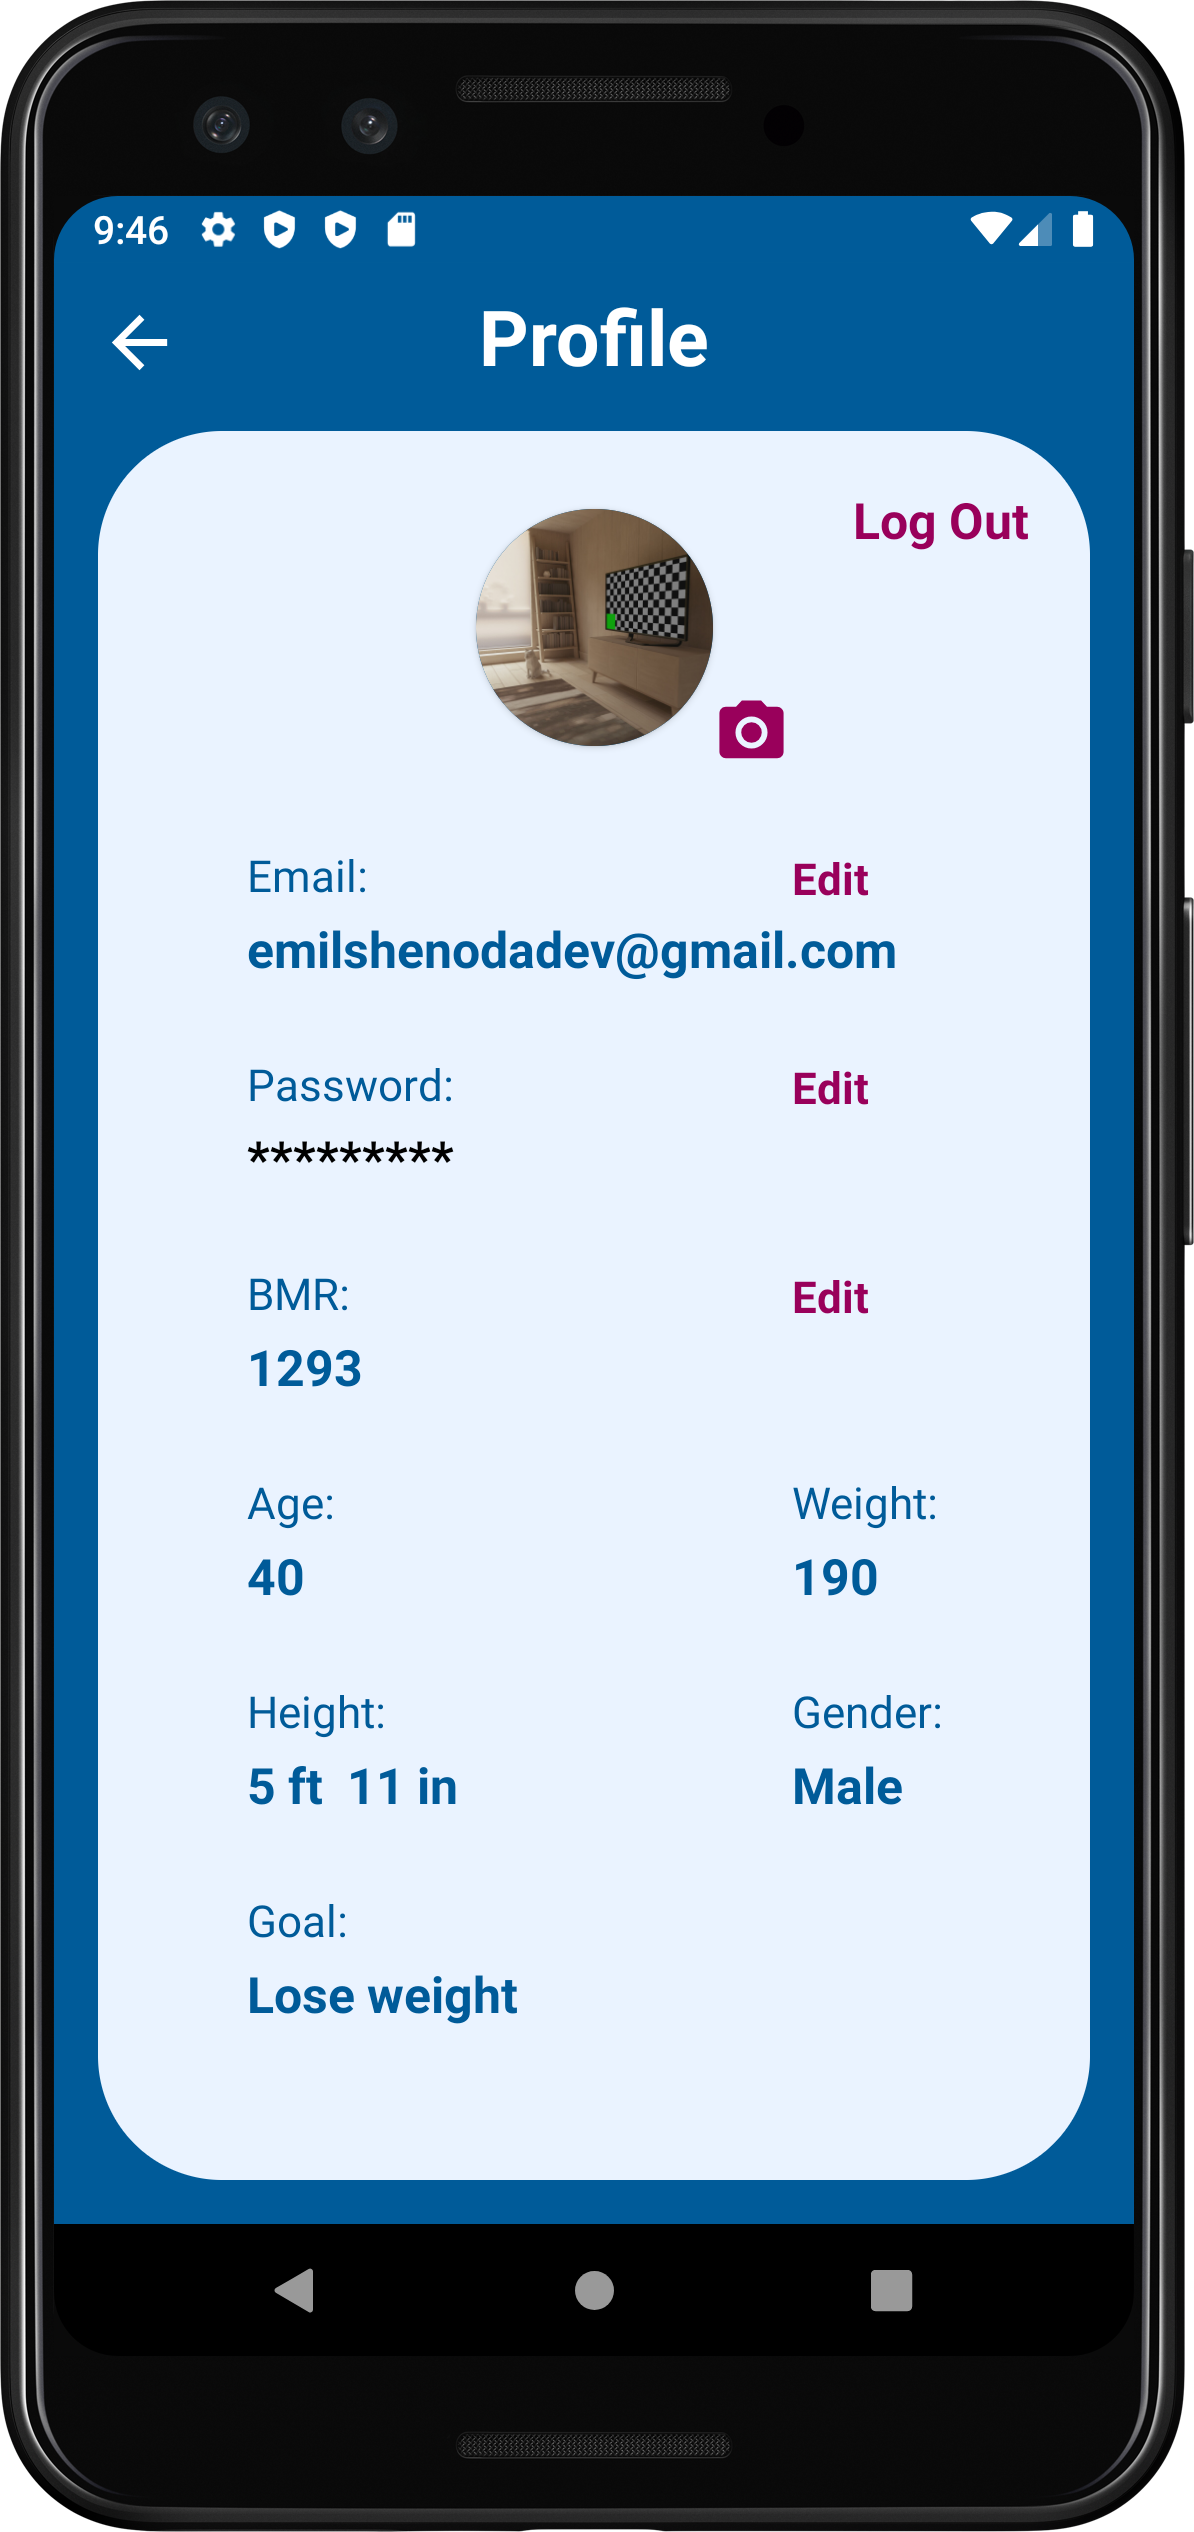 9:46
Profile
Log Out
Email: Edit
emilshenodadev@gmail.com
Password: Edit
*********
BMR: Edit
1293
Age: Weight:
40 190
Height: Gender:
5 ft 11 in Male
Goal:
Lose weight